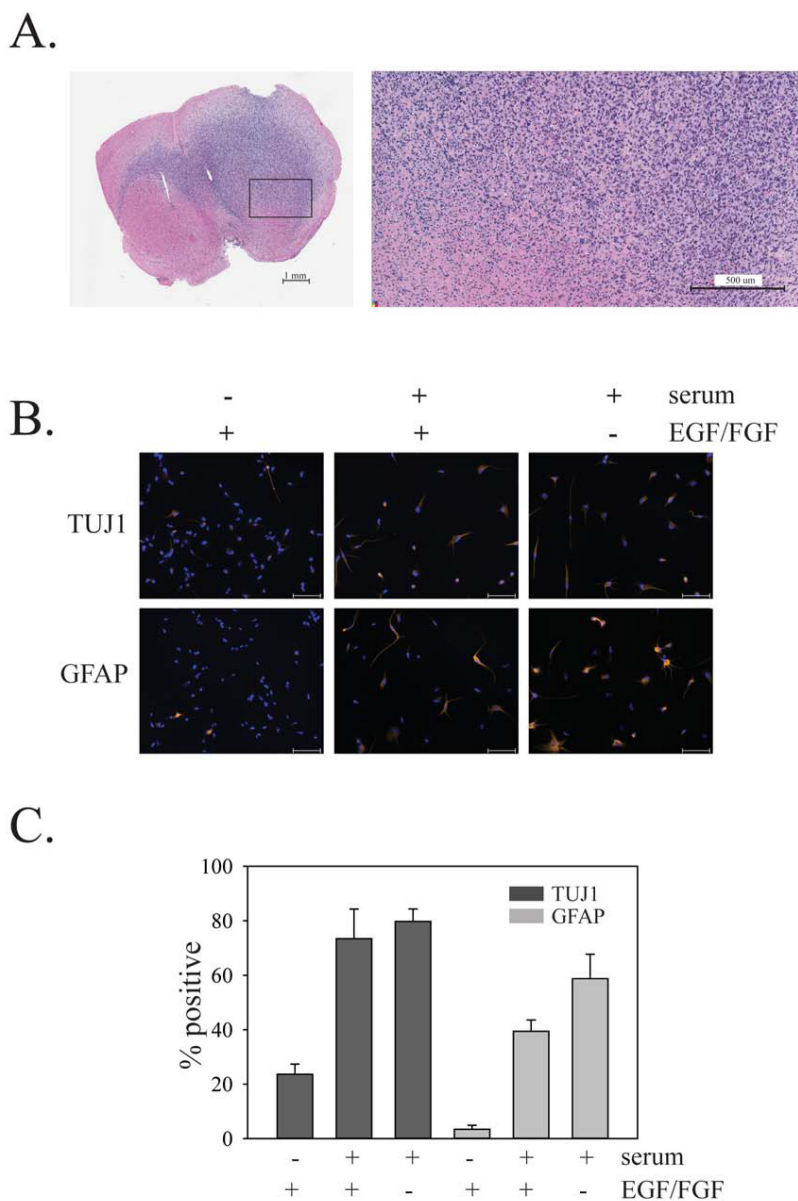 A.
1 mm
500 um
B.
- + + serum
+ + - EGF/FGF
TUJ1
GFAP
C.
100
80
60
40
20
0
% positive
TUJ1
GFAP
- + + - + + serum
+ + - + + - EGF/FGF